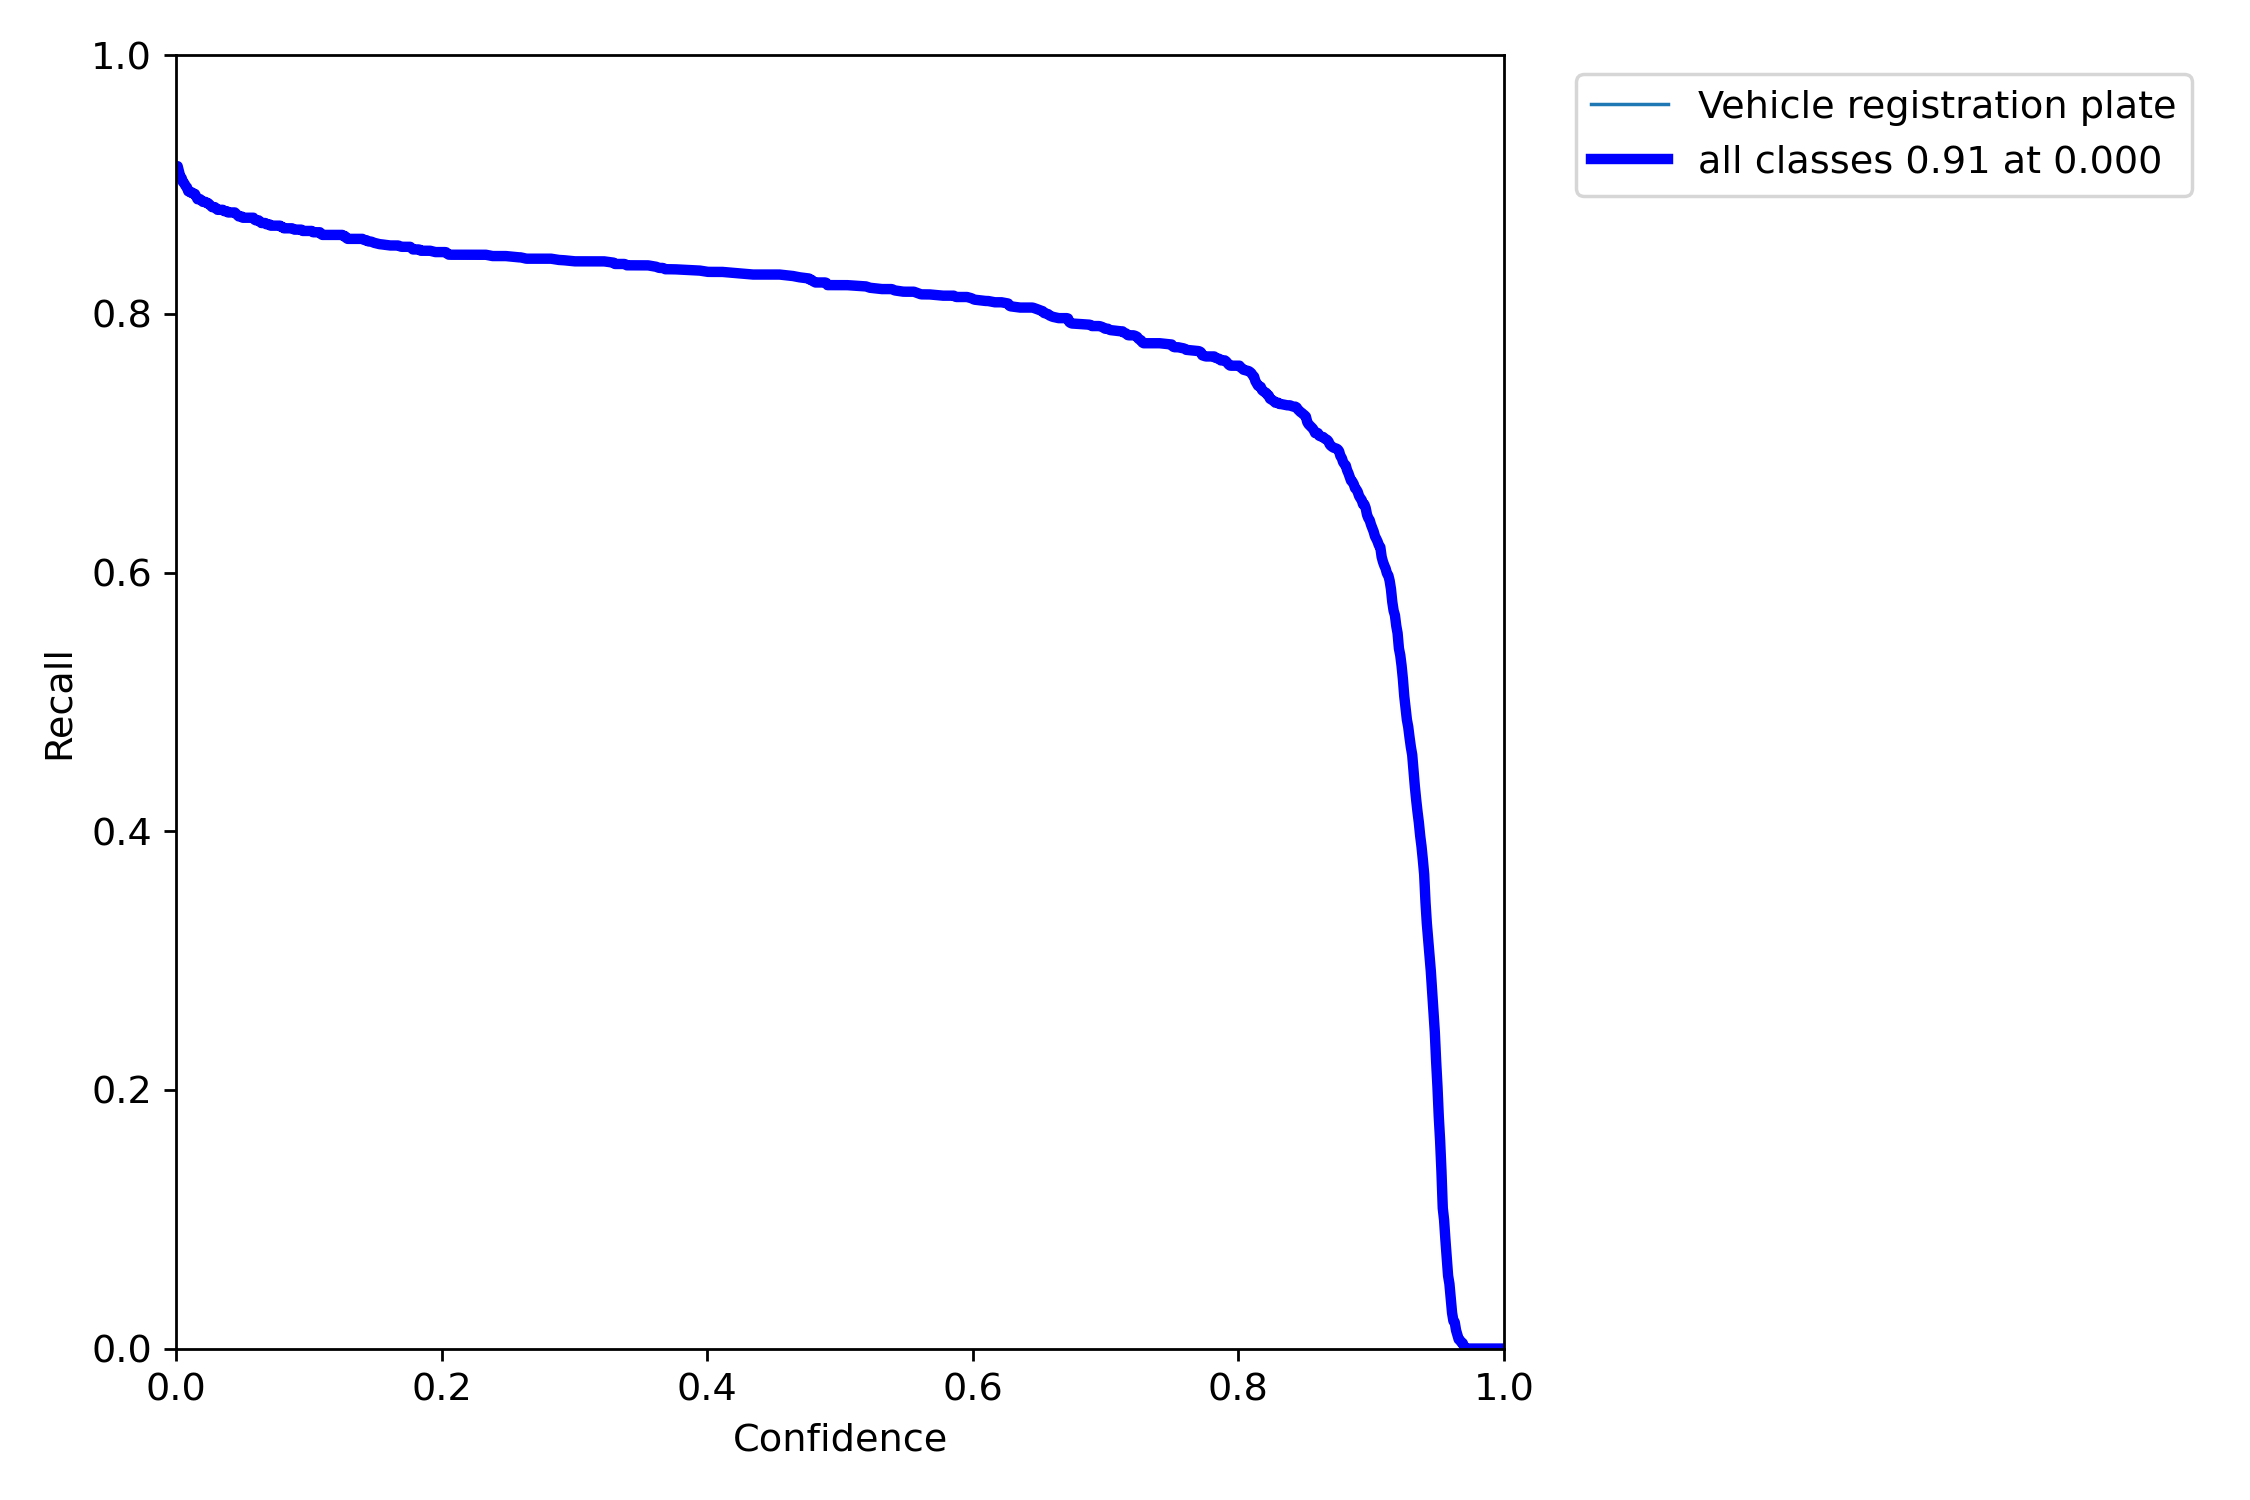 1.0
0.8
0.6
0.4
0.2
0.0
Recall
0.0 0.2 0.4 0.6 0.8 1.0
Confidence
Vehicle registration plate
all classes 0.91 at 0.000